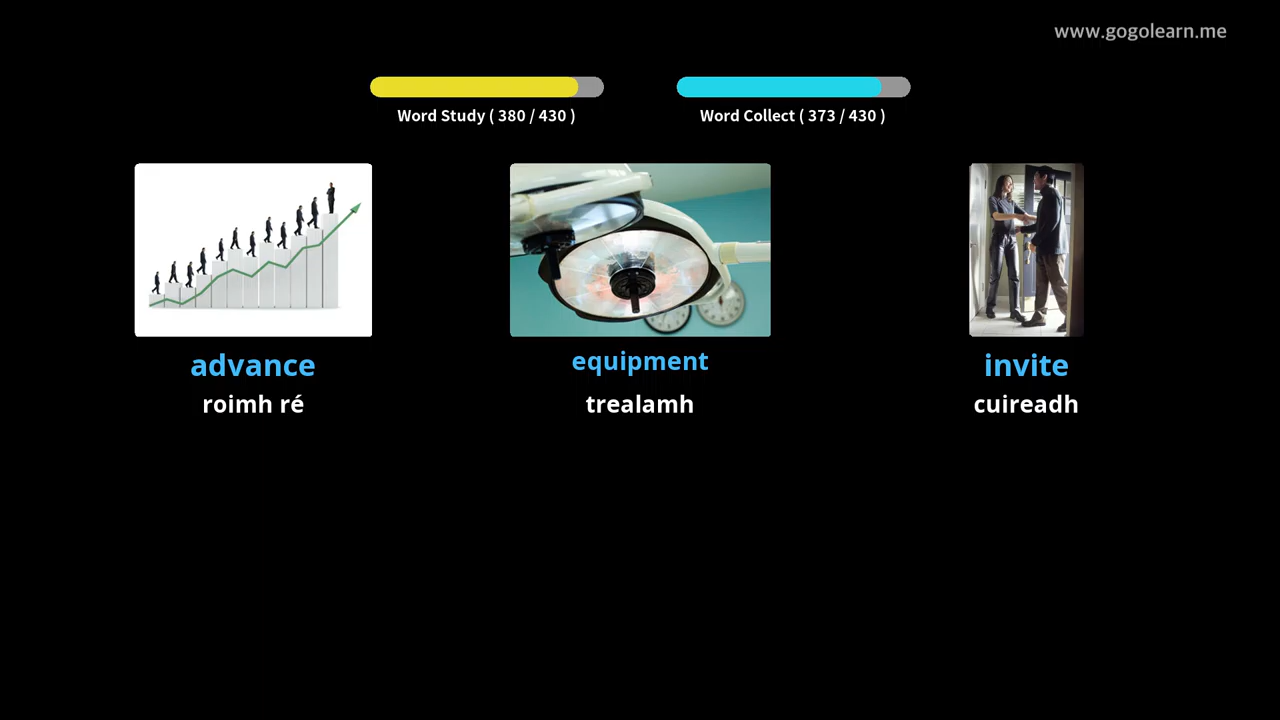 www.gogolearn.me
Word Study ( 380 / 430 )
Word Collect ( 373 / 430 )
advance
roimh ré
equipment
trealamh
invite
cuireadh